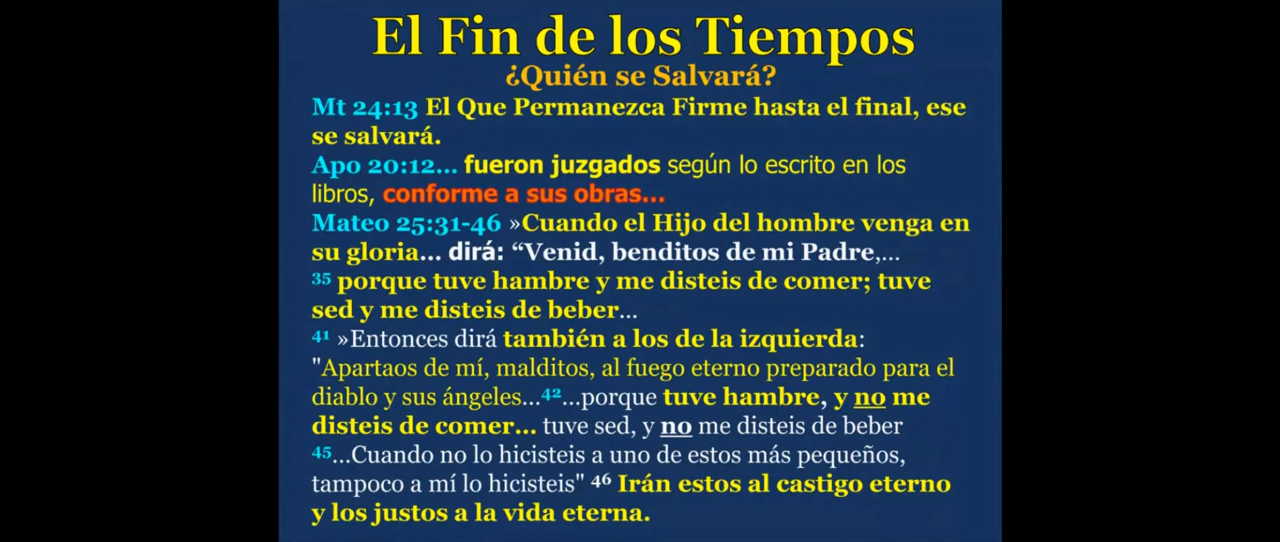 El Fin de los Tiempos
¿Quién se Salvará?
Mt 24:13 El Que Permanezca Firme hasta el final, ese
se salvará.
Apo 20:12... fueron juzgados según lo escrito en los
libros, conforme a sus obras...
Mateo 25:31-46 »Cuando el Hijo del hombre venga en
su gloria... dirá: “Venid, benditos de mi Padre,...
35 porque tuve hambre y me disteis de comer; tuve
sed y me disteis de beber...
41 »Entonces dirá también a los de la izquierda:
"Apartaos de mí, malditos, al fuego eterno preparado para el
diablo y sus ángeles...42...porque tuve hambre, y no me
disteis de comer... tuve sed, y no me disteis de beber
45...Cuando no lo hicisteis a uno de estos más pequeños,
tampoco a mí lo hicisteis" 46 Irán estos al castigo eterno
y los justos a la vida eterna.